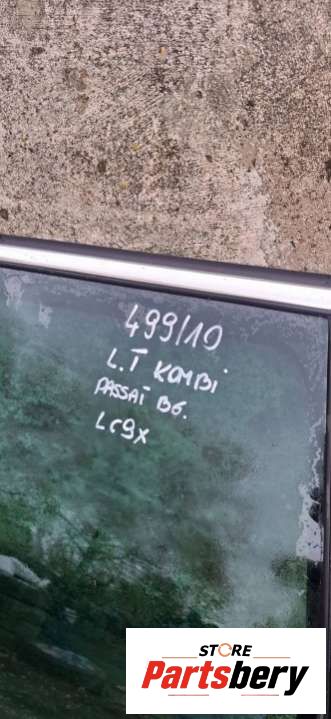 499/10
L.T KOMBi
PASSAT B6.
LC9X
STORE
Partsbery